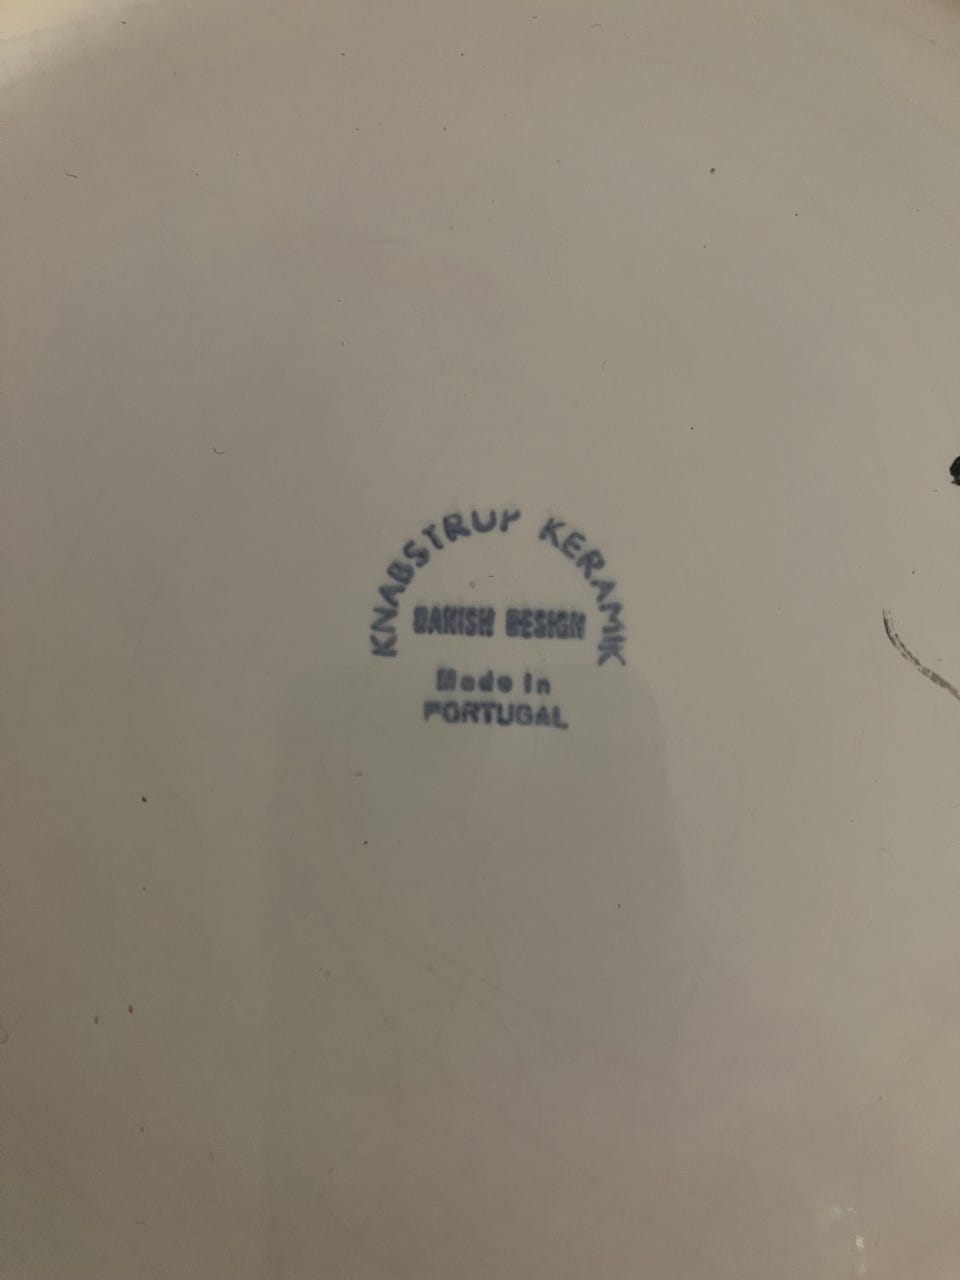 KNABSTRUP KERAMIK
DANISH DESIGN
Made in
PORTUGAL